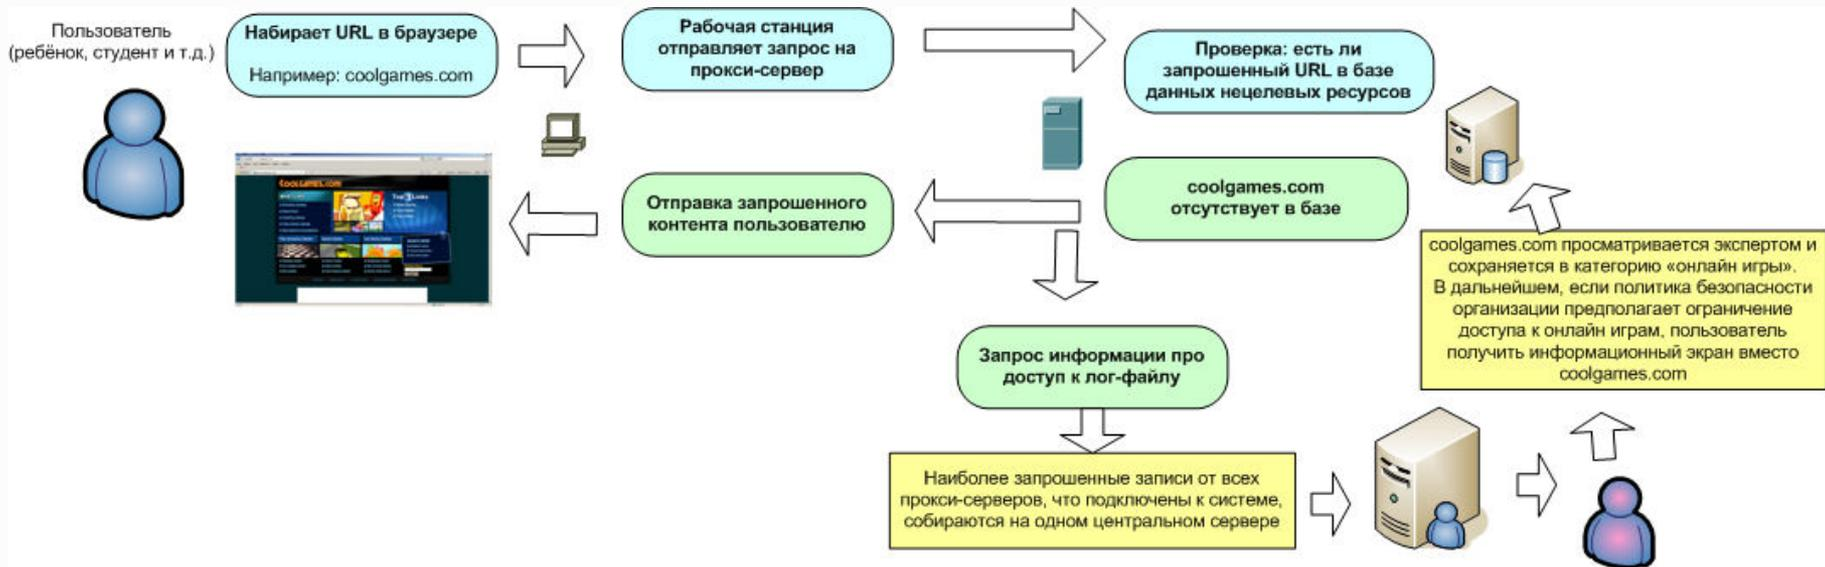 Пользователь
(ребёнок, студент и т.д.)
Набирает URL в браузере
Например: coolgames.com
Рабочая станция
отправляет запрос на
прокси-сервер
Проверка: есть ли
запрошенный URL в базе
данных нецелевых ресурсов
coolgames.com
отсутствует в базе
Отправка запрошенного
контента пользователю
coolgames.com
Запрос информации про
доступ к лог-файлу
Наиболее запрошенные записи от всех
прокси-серверов, что подключены к системе,
собираются на одном центральном сервере
coolgames.com просматривается экспертом и
сохраняется в категорию «онлайн игры».
В дальнейшем, если политика безопасности
организации предполагает ограничение
доступа к онлайн играм, пользователь
получить информационный экран вместо
coolgames.com